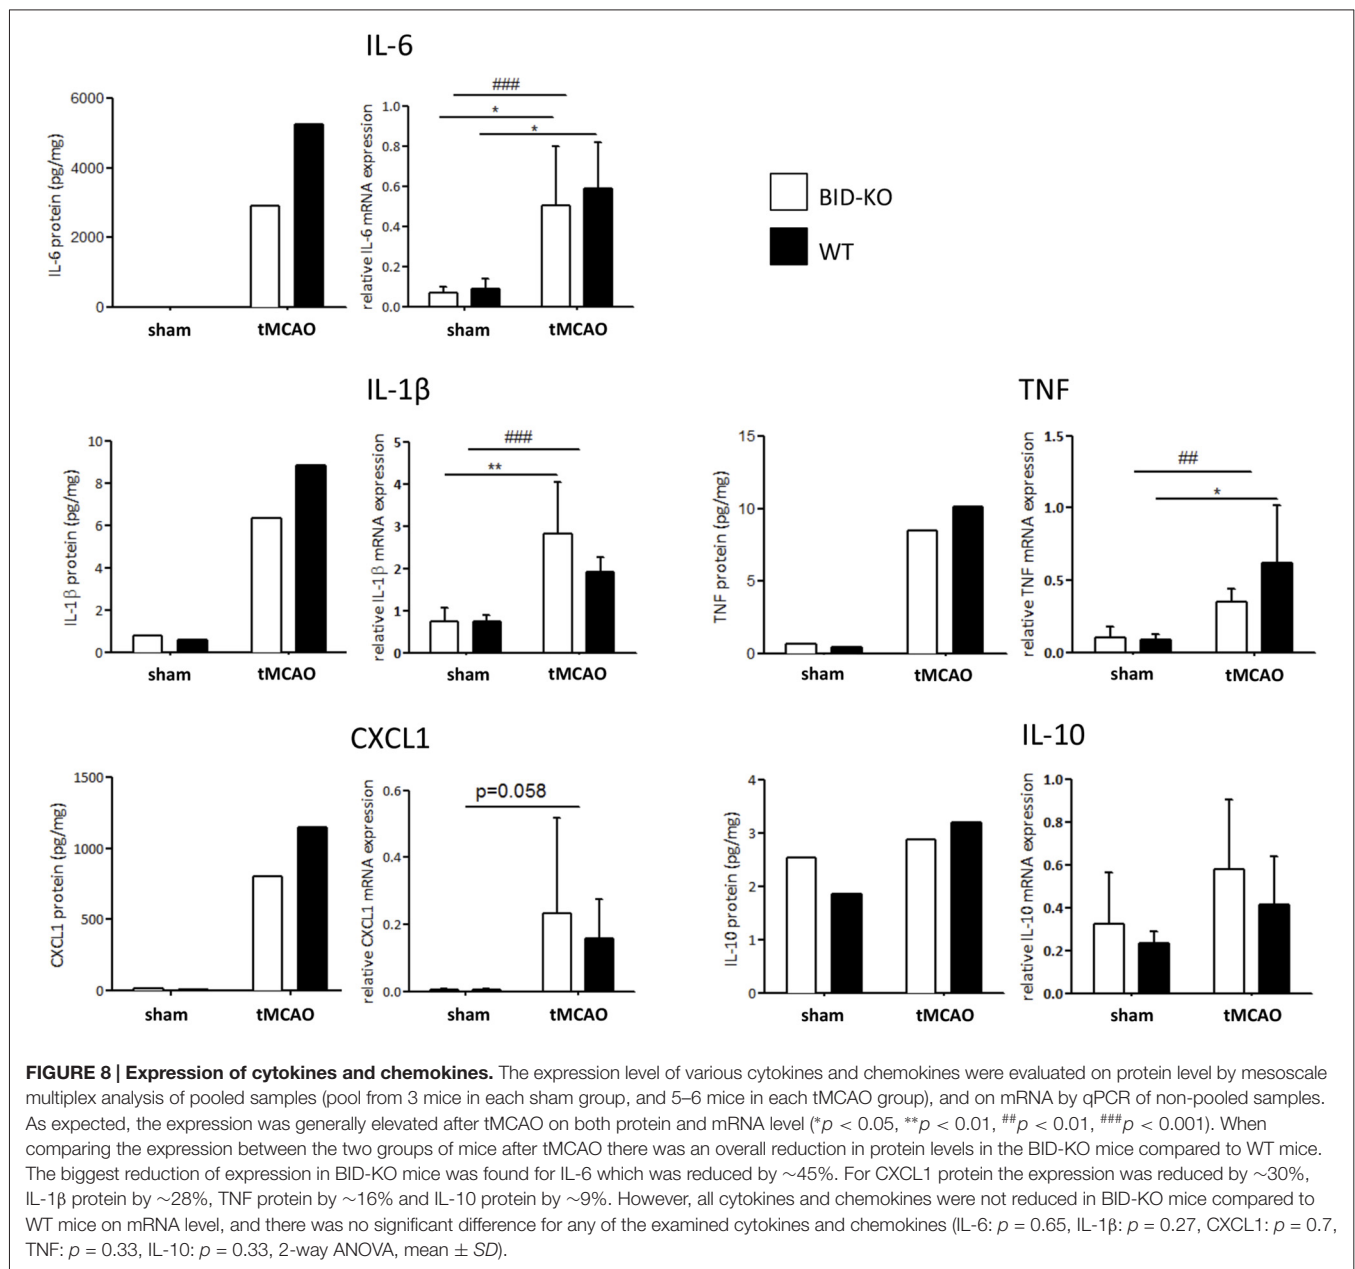 IL-6
IL-6 protein (pg/mg)
6000
4000
2000
0
sham
tMCAO
relative IL-6 mRNA expression
1.0
0.8
0.6
0.4
0.2
0.0
###
*
*
sham
tMCAO
BID-KO
WT
IL-1β
IL-1β protein (pg/mg)
10
8
6
4
2
0
sham
tMCAO
relative IL-1β mRNA expression
5
4
3
2
1
0
###
**
sham
tMCAO
TNF
TNF protein (pg/mg)
15
10
5
0
sham
tMCAO
relative TNF mRNA expression
1.5
1.0
0.5
0.0
##
*
sham
tMCAO
CXCL1
CXCL1 protein (pg/mg)
1500
1000
500
0
sham
tMCAO
relative CXCL1 mRNA expression
0.6
0.4
0.2
0.0
p=0.058
sham
tMCAO
IL-10
IL-10 protein (pg/mg)
4
3
2
1
0
sham
tMCAO
relative IL-10 mRNA expression
1.0
0.8
0.6
0.4
0.2
0.0
sham
tMCAO
FIGURE 8 | Expression of cytokines and chemokines. The expression level of various cytokines and chemokines were evaluated on protein level by mesoscale
multiplex analysis of pooled samples (pool from 3 mice in each sham group, and 5–6 mice in each tMCAO group), and on mRNA by qPCR of non-pooled samples.
As expected, the expression was generally elevated after tMCAO on both protein and mRNA level (*p < 0.05, **p < 0.01, ##p < 0.01, ###p < 0.001). When
comparing the expression between the two groups of mice after tMCAO there was an overall reduction in protein levels in the BID-KO mice compared to WT mice.
The biggest reduction of expression in BID-KO mice was found for IL-6 which was reduced by ~45%. For CXCL1 protein the expression was reduced by ~30%,
IL-1β protein by ~28%, TNF protein by ~16% and IL-10 protein by ~9%. However, all cytokines and chemokines were not reduced in BID-KO mice compared to
WT mice on mRNA level, and there was no significant difference for any of the examined cytokines and chemokines (IL-6: p = 0.65, IL-1β: p = 0.27, CXCL1: p = 0.7,
TNF: p = 0.33, IL-10: p = 0.33, 2-way ANOVA, mean ± SD).